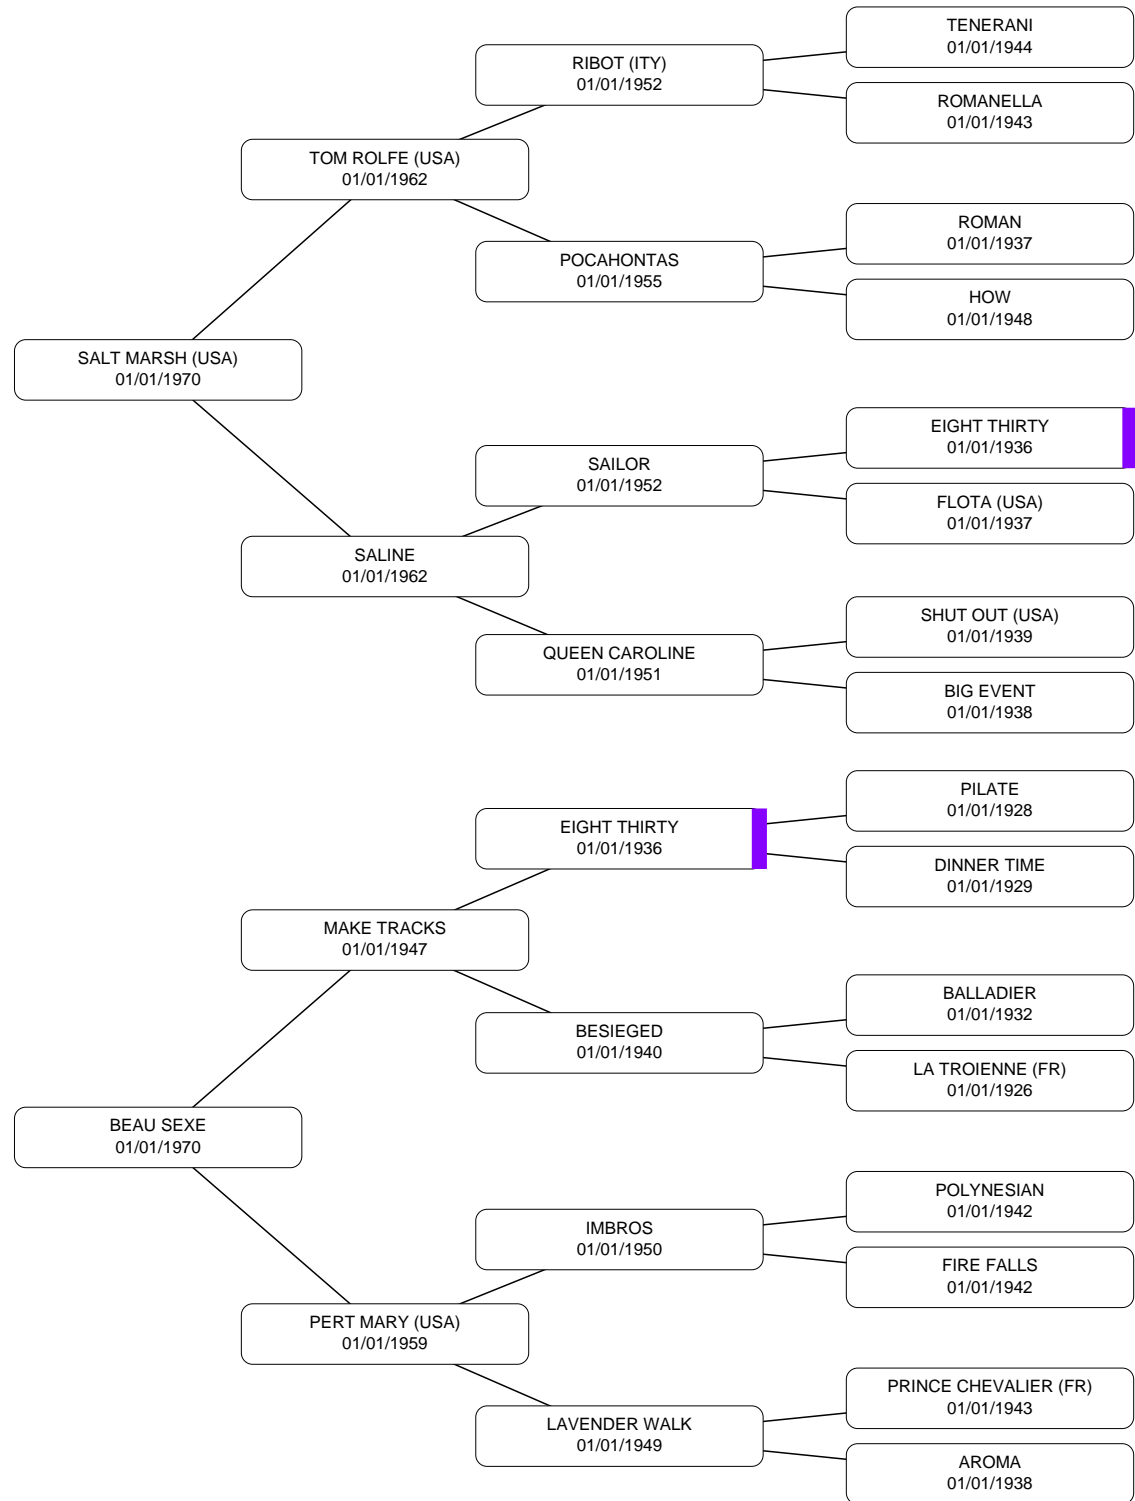 TENERANI
01/01/1944
RIBOT (ITY)
01/01/1952
ROMANELLA
01/01/1943
TOM ROLFE (USA)
01/01/1962
ROMAN
01/01/1937
POCAHONTAS
01/01/1955
HOW
01/01/1948
SALT MARSH (USA)
01/01/1970
EIGHT THIRTY
01/01/1936
SAILOR
01/01/1952
FLOTA (USA)
01/01/1937
SALINE
01/01/1962
SHUT OUT (USA)
01/01/1939
QUEEN CAROLINE
01/01/1951
BIG EVENT
01/01/1938
PILATE
01/01/1928
EIGHT THIRTY
01/01/1936
DINNER TIME
01/01/1929
MAKE TRACKS
01/01/1947
BALLADIER
01/01/1932
BESIEGED
01/01/1940
LA TROIENNE (FR)
01/01/1926
BEAU SEXE
01/01/1970
POLYNESIAN
01/01/1942
IMBROS
01/01/1950
FIRE FALLS
01/01/1942
PERT MARY (USA)
01/01/1959
PRINCE CHEVALIER (FR)
01/01/1943
LAVENDER WALK
01/01/1949
AROMA
01/01/1938